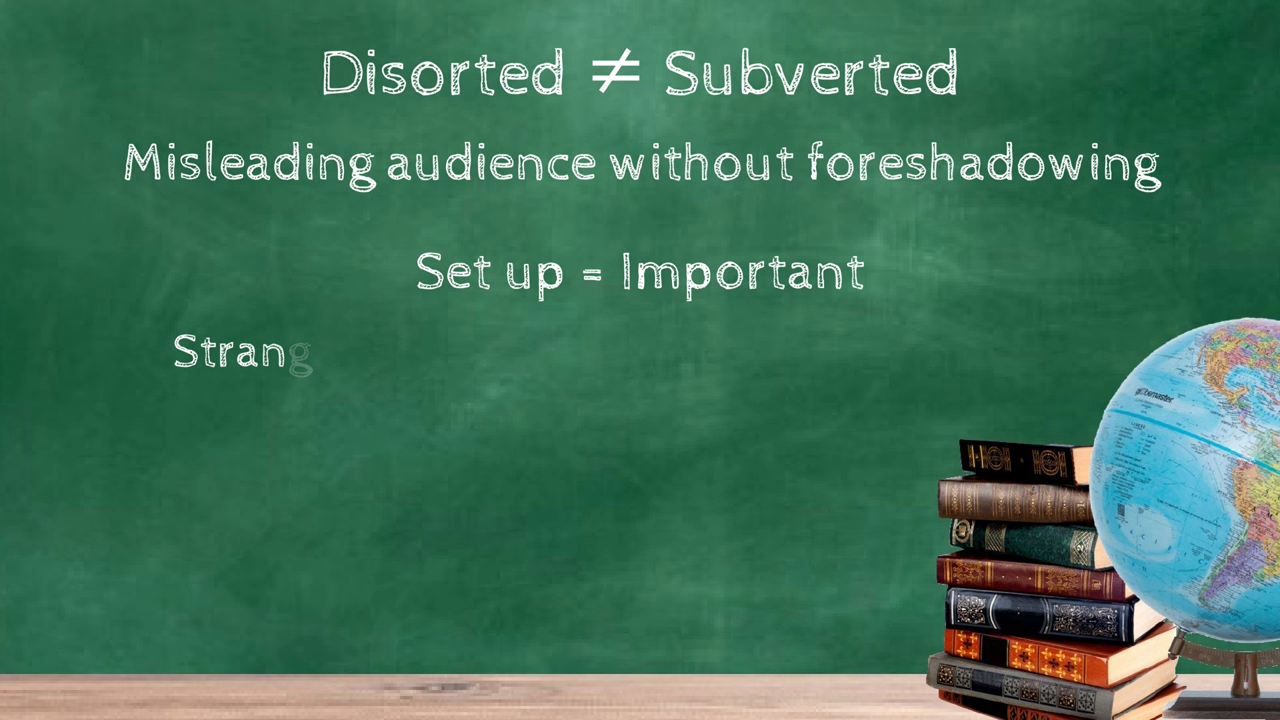 Disorted ≠ Subverted
Misleading audience without foreshadowing
Set up = Important
Strang